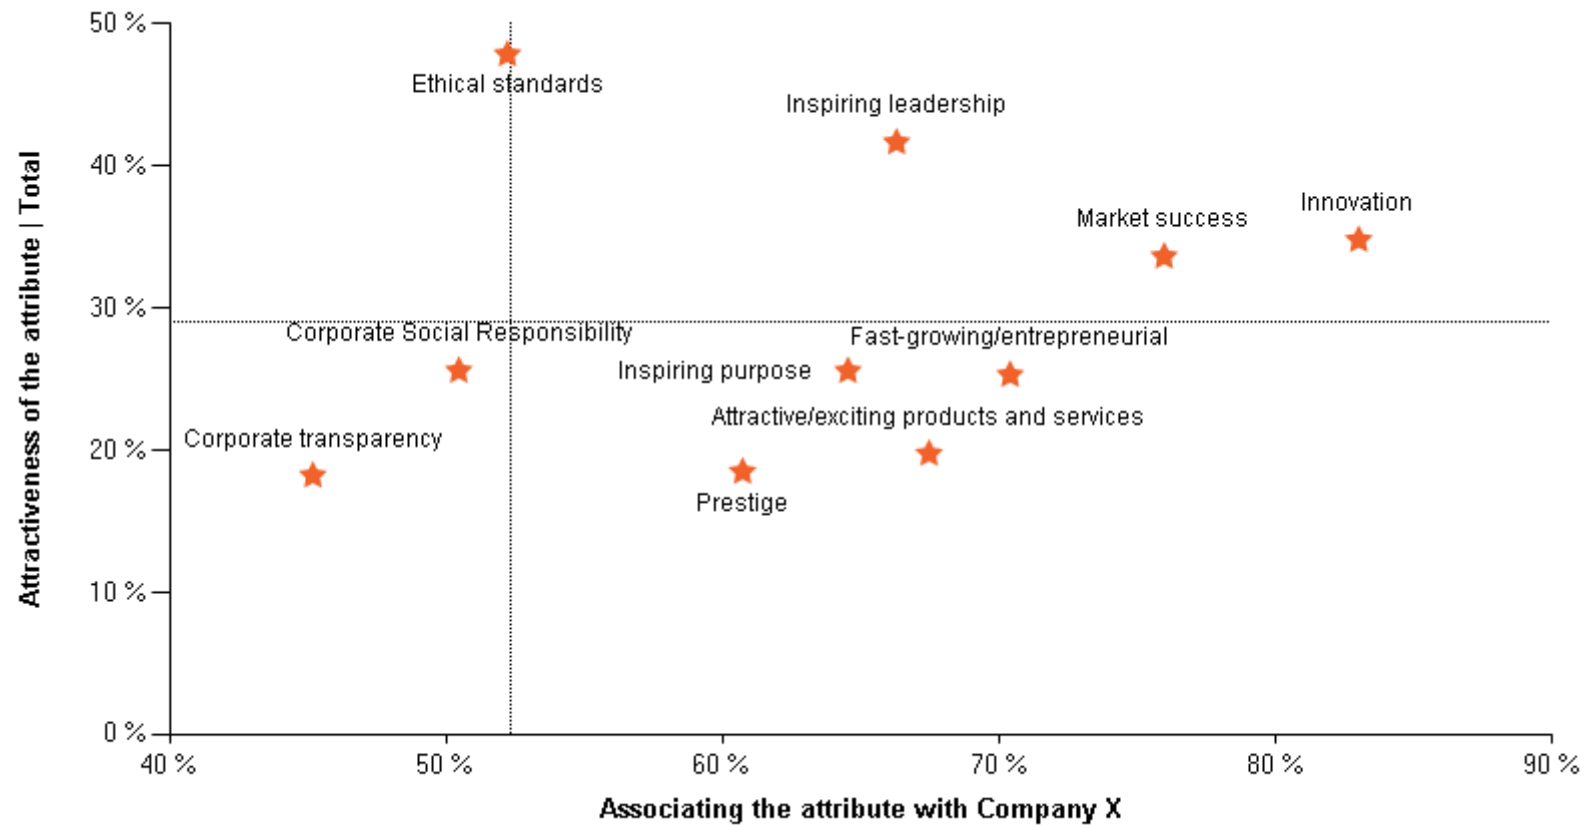 50 %
Ethical standards
Inspiring leadership
40 %
Innovation
Market success
30 %
Corporate Social Responsibility
Fast-growing/entrepreneurial
Inspiring purpose
Attractive/exciting products and services
Corporate transparency
20 %
Prestige
10 %
0 %
40 %
50 %
60 %
70 %
80 %
90 %
Associating the attribute with Company X
Attractiveness of the attribute | Total